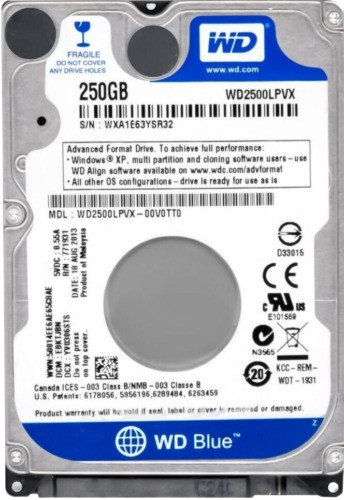 FRAGILE
DO NOT COVER
ANY DRIVE HOLES
WD
www.wd.com
250GB
WD2500LPVX
S/N : WXA1E63YSR32
Advanced Format Drive. To achieve full performance:
• Windows® XP, multi partition and cloning software users - use
WD Align software available on www.wdc.com/advformat
• All other OS configurations - drive is ready for use as is
MDL : WD2500LPVX - 00V0TT0
5VDC : 0.55A
R/N : 771931
DATE: 18 AUG 2013
Product of Malaysia
WWN:50014EE6AE65C8AE
DCM : EBKTJBN
DCX : YV0306STS
Do not press
on top cover.
D33015
E101559
N3565
20
KCC - REM -
WDT - 1931
Canada ICES - 003 Class B/NMB - 003 Classe B
U.S. Patents: 6178056, 5956196,6289484, 6263459
Product warranty will be void if seal, label or cover is removed or damaged.
Z
WD Blue™